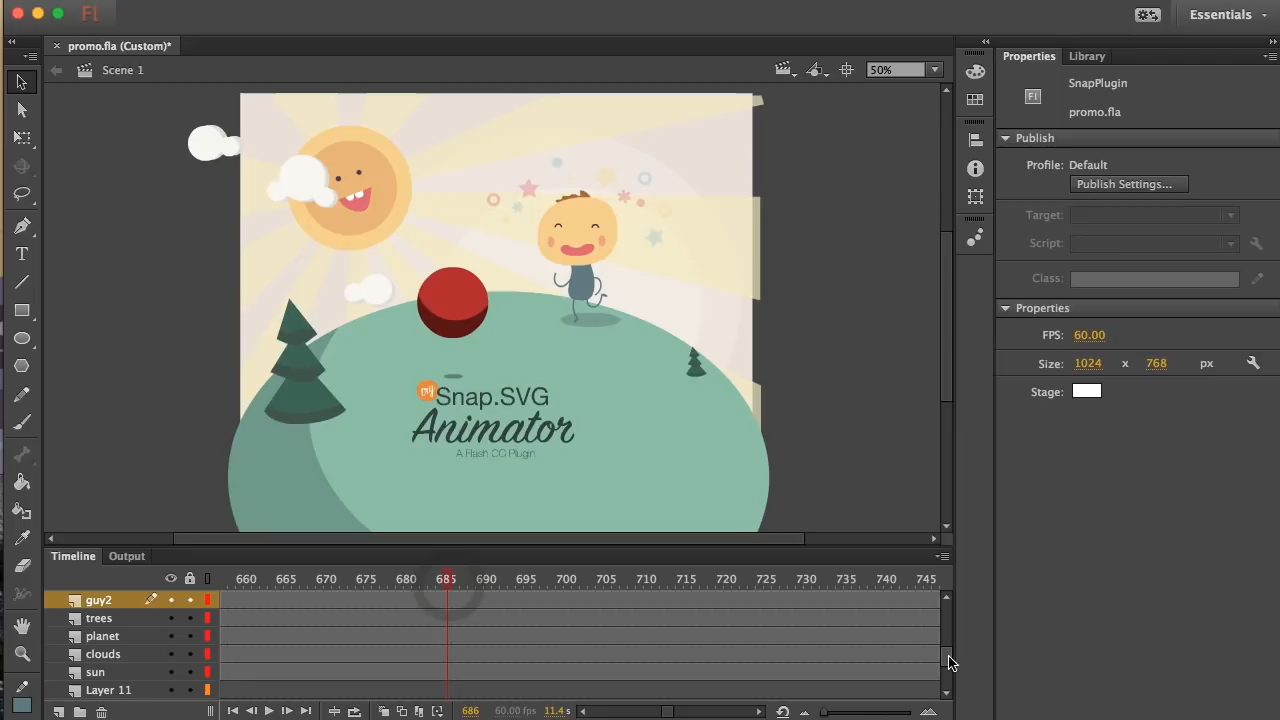 Fl
Essentials
× promo.fla (Custom)*
Scene 1
50%
Properties Library
SnapPlugin
Fl
promo.fla
Publish
Profile: Default
Publish Settings...
Target:
Script:
Class:
Properties
FPS: 60.00
Size: 1024 x 768 px
Stage:
T
my Snap.SVG
Animator
A Flash CC Plugin
Timeline Output
660 665 670 675 680 685 690 695 700 705 710 715 720 725 730 735 740 745
guy2
trees
planet
clouds
sun
Layer 11
686 60.00 fps 11.4 s